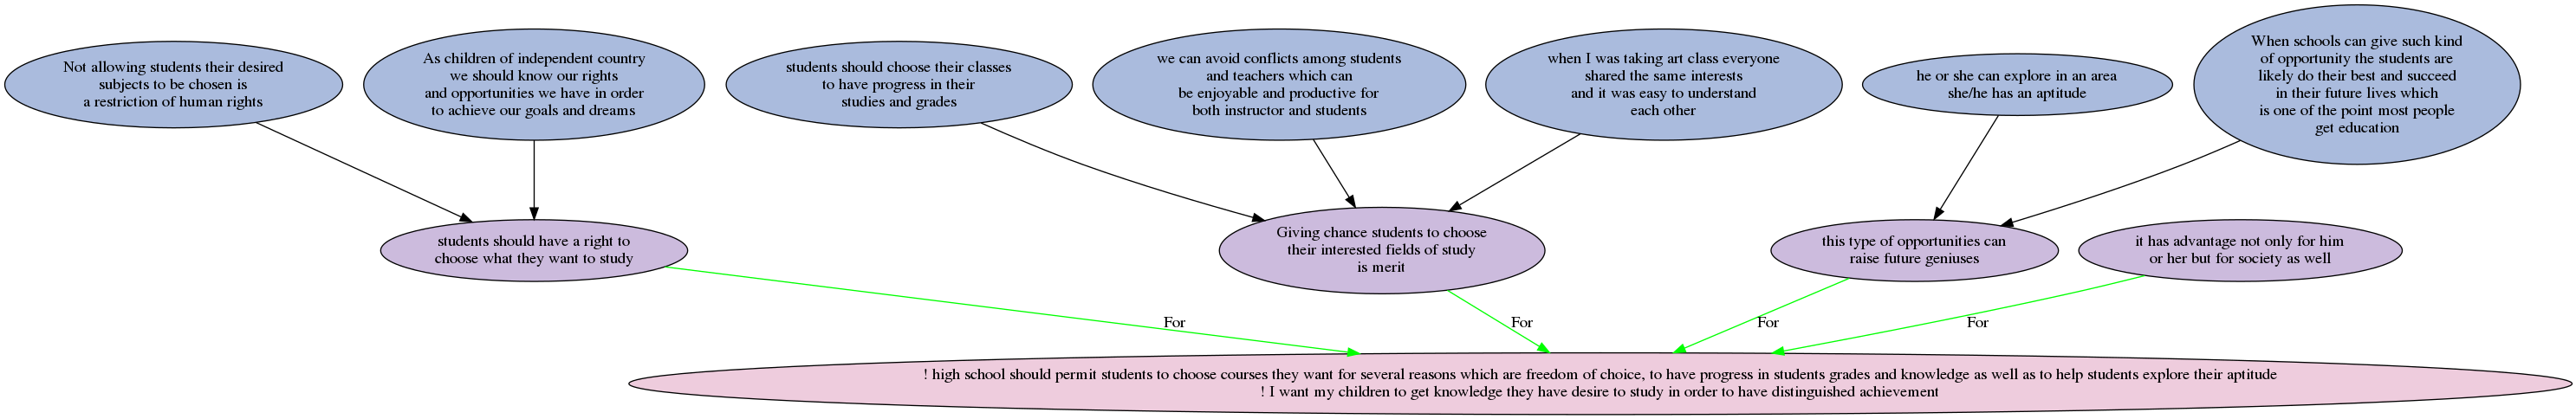 Not allowing students their desired
subjects to be chosen is
a restriction of human rights
As children of independent country
we should know our rights
and opportunities we have in order
to achieve our goals and dreams
students should choose their classes
to have progress in their
studies and grades
we can avoid conflicts among students
and teachers which can
be enjoyable and productive for
both instructor and students
when I was taking art class everyone
shared the same interests
and it was easy to understand
each other
he or she can explore in an area
she/he has an aptitude
When schools can give such kind
of opportunity the students are
likely do their best and succeed
in their future lives which
is one of the point most people
get education
students should have a right to
choose what they want to study
Giving chance students to choose
their interested fields of study
is merit
this type of opportunities can
raise future geniuses
it has advantage not only for him
or her but for society as well
For
For
For
For
! high school should permit students to choose courses they want for several reasons which are freedom of choice, to have progress in students grades and knowledge as well as to help students explore their aptitude
! I want my children to get knowledge they have desire to study in order to have distinguished achievement